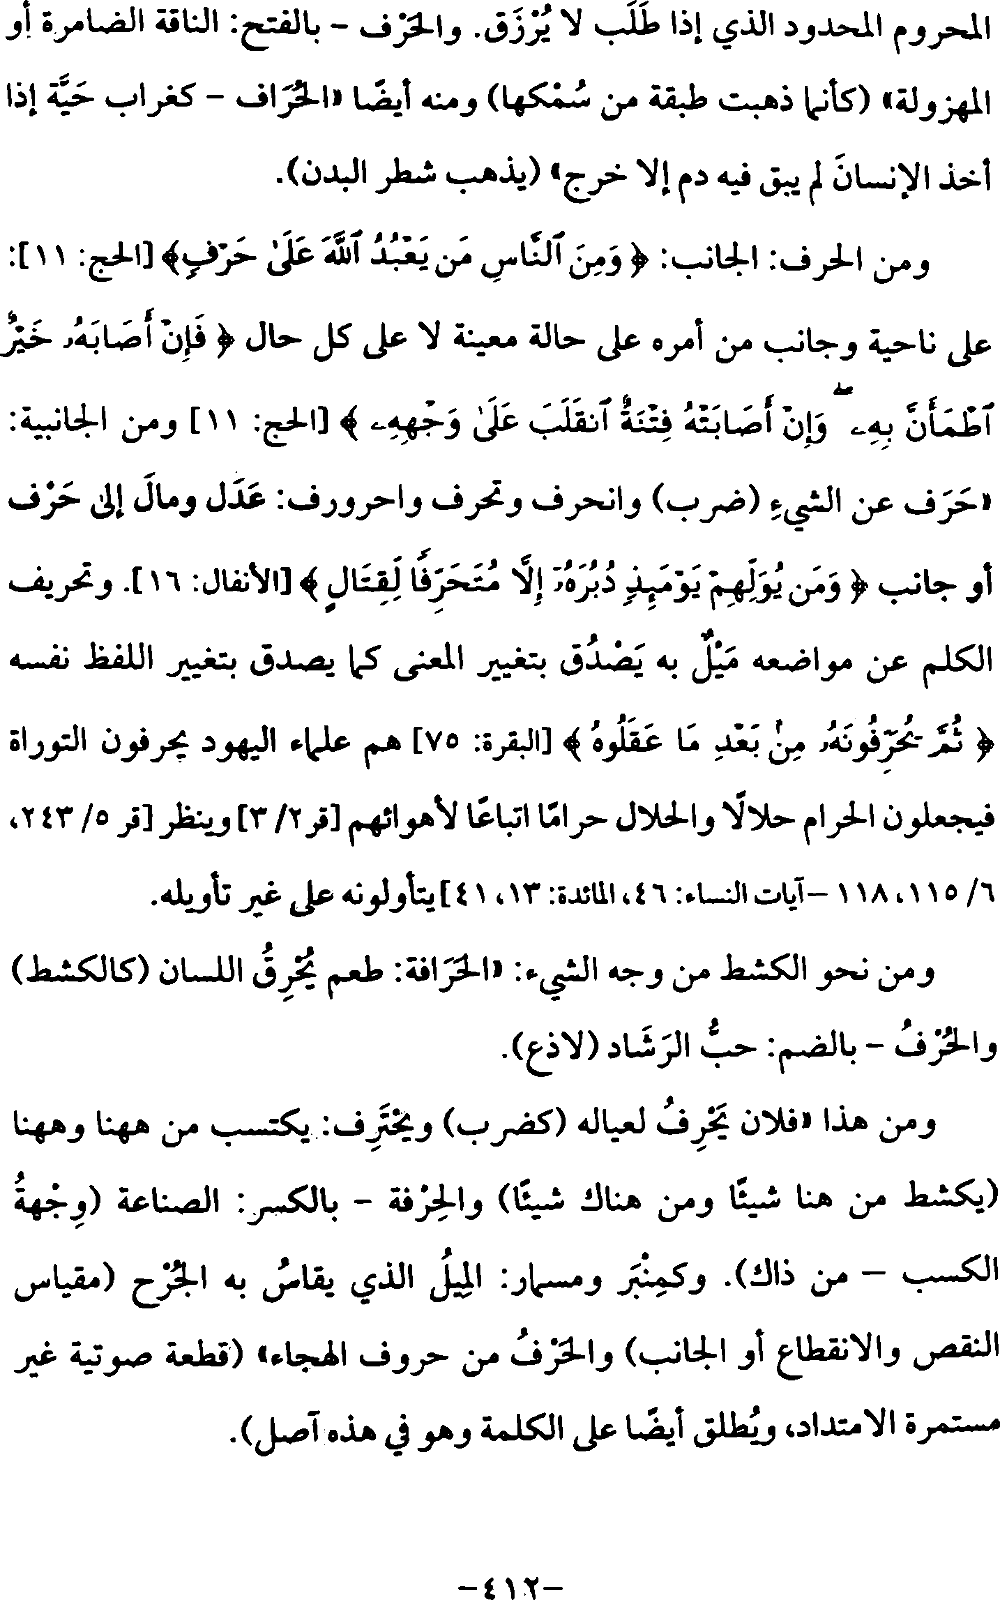 المحروم المحدود الذي إذا طَلَب لا يُرْزَق. والحَرْف – بالفتح: الناقة الضامرة أو
المهزولة» (كأنما ذهبت طبقة من سُمْكها) ومنه أيضًا «الحُرَاف – كغراب حَيَّة إذا
أخذ الإنسانَ لم يبق فيه دم إلا خرج» (يذهب شطر البدن).
ومن الحرف: الجانب: ﴿ وَمِنَ ٱلنَّاسِ مَن يَعْبُدُ ٱللَّهَ عَلَىٰ حَرْفٍ﴾ [الحج: ١١]:
على ناحية وجانب من أمره على حالة معينة لا على كل حال ﴿ فَإِنْ أَصَابَهُۥ خَيْرٌ
ٱطْمَأَنَّ بِهِۦ ۖ وَإِنْ أَصَابَتْهُ فِتْنَةٌ ٱنقَلَبَ عَلَىٰ وَجْهِهِۦ ﴾ [الحج: ١١] ومن الجانبية:
«حَرَف عن الشيءِ (ضرب) وانحرف وتحرف واحرورف: عَدَل ومالَ إلى حَرْف
أو جانب ﴿ وَمَن يُوَلِّهِمْ يَوْمَئِذٍ دُبُرَهُۥٓ إِلَّا مُتَحَرِّفًا لِّقِتَالٍ ﴾ [الأنفال: ١٦]. وتحريف
الكلم عن مواضعه مَيْلٌ به يَصْدُق بتغيير المعنى كما يصدق بتغيير اللفظ نفسه
﴿ ثُمَّ يُحَرِّفُونَهُۥ مِنۢ بَعْدِ مَا عَقَلُوهُ ﴾ [البقرة: ٧٥] هم علماء اليهود يحرفون التوراة
فيجعلون الحرام حلالًا والحلال حرامًا اتباعًا لأهوائهم [قر٢/ ٣] وينظر [قر ٥/ ٢٤٣،
٦/ ١١٥، ١١٨ – آيات النساء: ٤٦، المائدة: ١٣، ٤١] يتأولونه على غير تأويله.
ومن نحو الكشط من وجه الشيء: «الحَرَافة: طعم يُحْرِقُ اللسان (كالكشط)
والحُرْفُ – بالضم: حبُّ الرَشَاد (لاذع).
ومن هذا «فلان يَحْرِفُ لعياله (كضرب) ويحْتَرِف: يكتسب من ههنا وههنا
(يكشط من هنا شيئًا ومن هناك شيئًا) والحِرْفة – بالكسر: الصناعة (وِجْهةُ
الكسب – من ذاك). وكمِنْبَر ومسمار: المِيلُ الذي يقاسُ به الجُرْح (مقياس
النقص والانقطاع أو الجانب) والحَرْفُ من حروف الهجاء» (قطعة صوتية غير
مستمرة الامتداد، ويُطلق أيضًا على الكلمة وهو في هذه آصل).
–٤١٢–